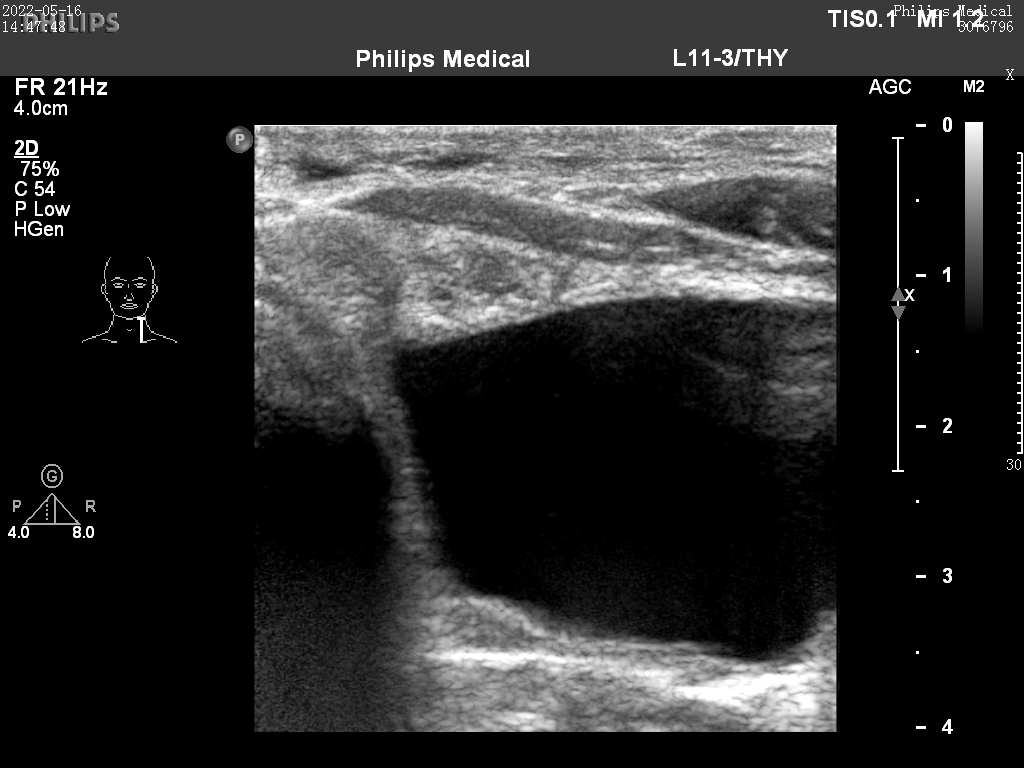 2022-05-16
14:47:48
PHILIPS
TIS0.1 MI 1.2
Philips Medical
3076796
Philips Medical
L11-3/THY
X
FR 21Hz
4.0cm
AGC
M2
P
0
2D
75%
C 54
P Low
HGen
1
X
2
30
G
P R
4.0 8.0
3
4